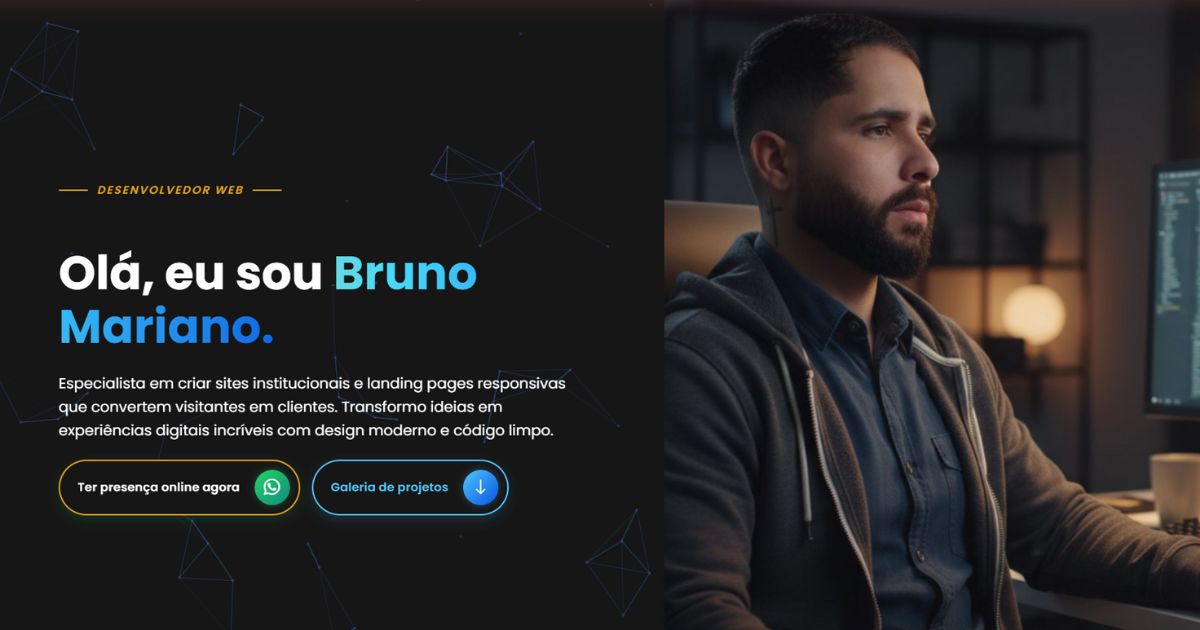 DESENVOLVEDOR WEB
Olá, eu sou Bruno
Mariano.
Especialista em criar sites institucionais e landing pages responsivas
que convertem visitantes em clientes. Transformo ideias em
experiências digitais incríveis com design moderno e código limpo.
Ter presença online agora
Galeria de projetos